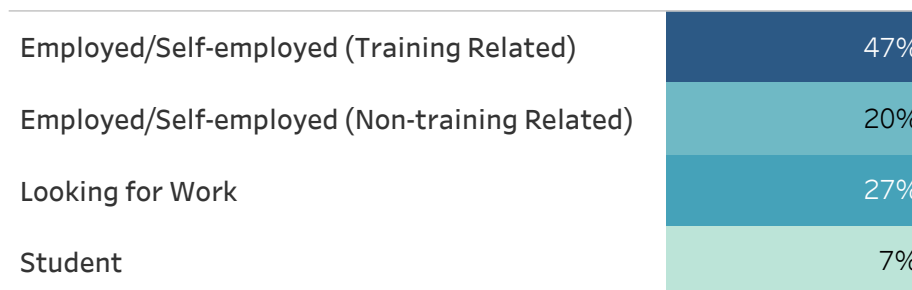 Employed/Self-employed (Training Related) 47%
Employed/Self-employed (Non-training Related) 20%
Looking for Work 27%
Student 7%